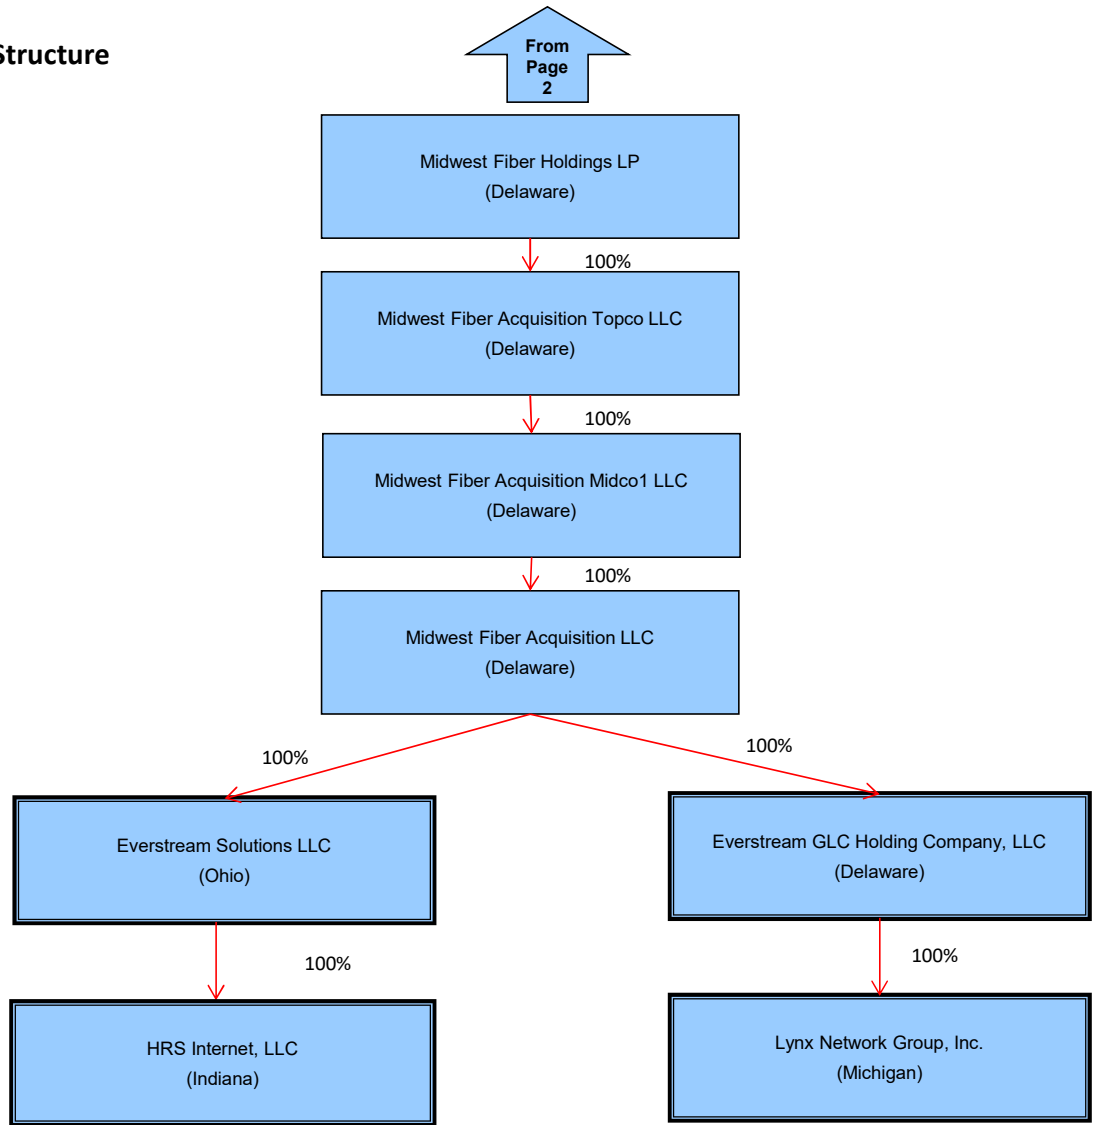 Structure
From
Page
2
Midwest Fiber Holdings LP
(Delaware)
100%
Midwest Fiber Acquisition Topco LLC
(Delaware)
100%
Midwest Fiber Acquisition Midco1 LLC
(Delaware)
100%
Midwest Fiber Acquisition LLC
(Delaware)
100%
100%
Everstream Solutions LLC
(Ohio)
Everstream GLC Holding Company, LLC
(Delaware)
100%
100%
HRS Internet, LLC
(Indiana)
Lynx Network Group, Inc.
(Michigan)